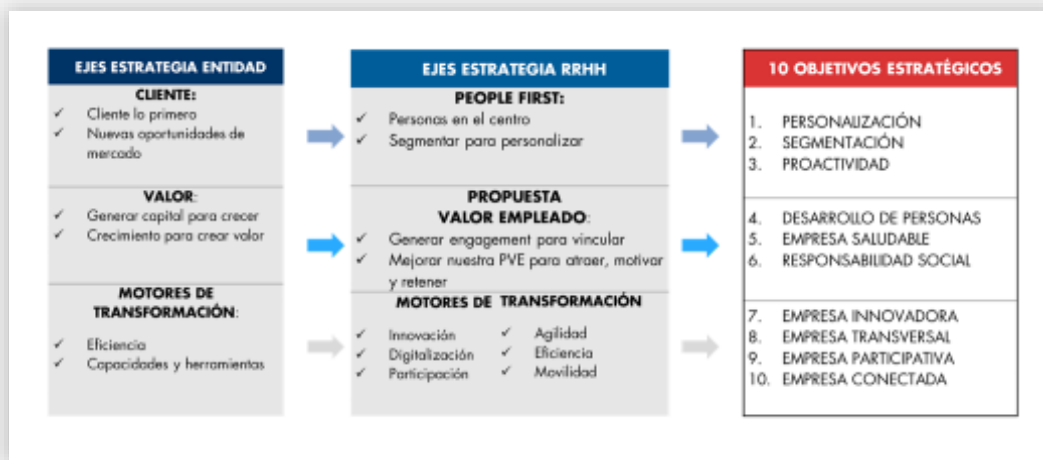 EJES ESTRATEGIA ENTIDAD
CLIENTE:
✓ Cliente lo primero
✓ Nuevas oportunidades de
mercado
VALOR:
✓ Generar capital para crecer
✓ Crecimiento para crear valor
MOTORES DE
TRANSFORMACIÓN:
✓ Eficiencia
✓ Capacidades y herramientas
EJES ESTRATEGIA RRHH
PEOPLE FIRST:
✓ Personas en el centro
✓ Segmentar para personalizar
PROPUESTA
VALOR EMPLEADO:
✓ Generar engagement para vincular
✓ Mejorar nuestra PVE para atraer, motivar
y retener
MOTORES DE TRANSFORMACIÓN
✓ Innovación ✓ Agilidad
✓ Digitalización ✓ Eficiencia
✓ Participación ✓ Movilidad
10 OBJETIVOS ESTRATÉGICOS
1. PERSONALIZACIÓN
2. SEGMENTACIÓN
3. PROACTIVIDAD
4. DESARROLLO DE PERSONAS
5. EMPRESA SALUDABLE
6. RESPONSABILIDAD SOCIAL
7. EMPRESA INNOVADORA
8. EMPRESA TRANSVERSAL
9. EMPRESA PARTICIPATIVA
10. EMPRESA CONECTADA